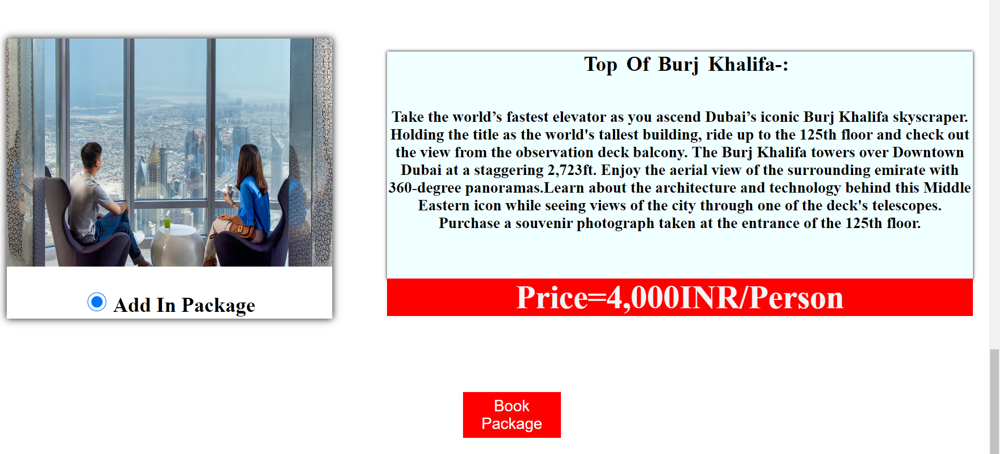 Top Of Burj Khalifa-:
Take the world’s fastest elevator as you ascend Dubai’s iconic Burj Khalifa skyscraper.
Holding the title as the world's tallest building, ride up to the 125th floor and check out
the view from the observation deck balcony. The Burj Khalifa towers over Downtown
Dubai at a staggering 2,723ft. Enjoy the aerial view of the surrounding emirate with
360-degree panoramas.Learn about the architecture and technology behind this Middle
Eastern icon while seeing views of the city through one of the deck's telescopes.
Purchase a souvenir photograph taken at the entrance of the 125th floor.
Price=4,000INR/Person
Add In Package
Book
Package